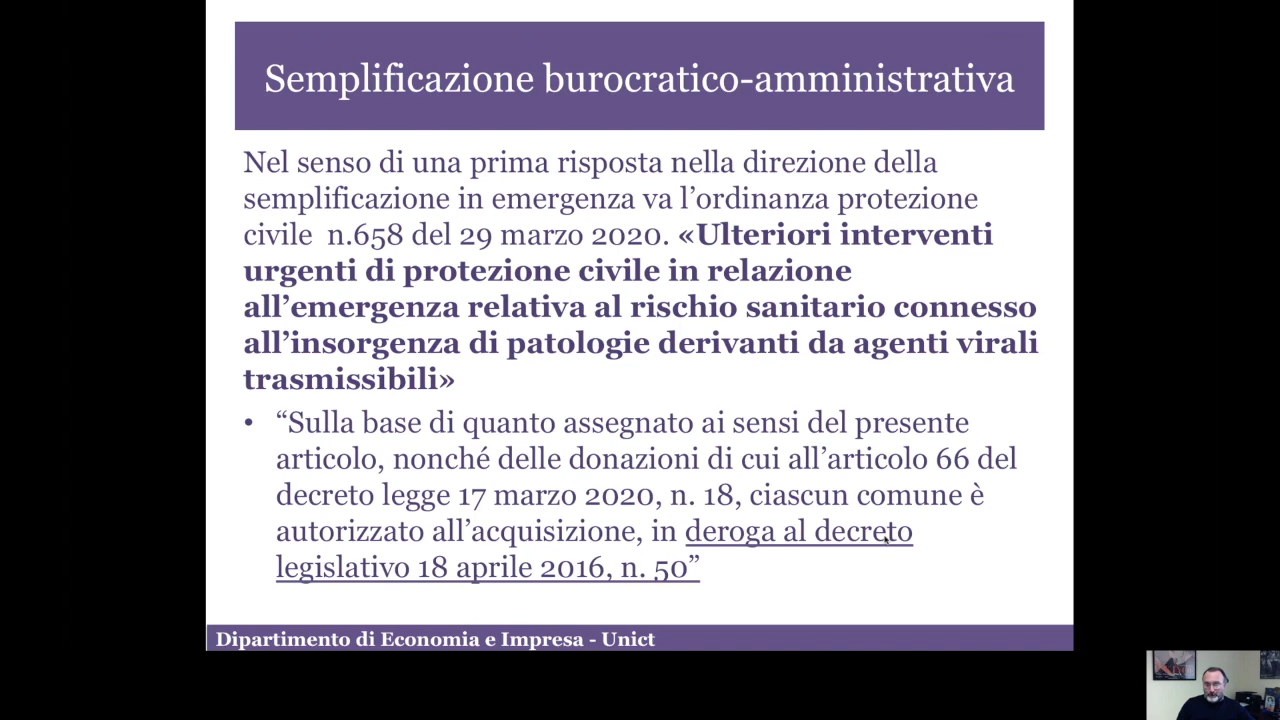 Semplificazione burocratico-amministrativa
Nel senso di una prima risposta nella direzione della
semplificazione in emergenza va l’ordinanza protezione
civile  n.658 del 29 marzo 2020. «Ulteriori interventi
urgenti di protezione civile in relazione
all’emergenza relativa al rischio sanitario connesso
all’insorgenza di patologie derivanti da agenti virali
trasmissibili»
• “Sulla base di quanto assegnato ai sensi del presente
articolo, nonché delle donazioni di cui all’articolo 66 del
decreto legge 17 marzo 2020, n. 18, ciascun comune è
autorizzato all’acquisizione, in deroga al decreto
legislativo 18 aprile 2016, n. 50”
Dipartimento di Economia e Impresa - Unict